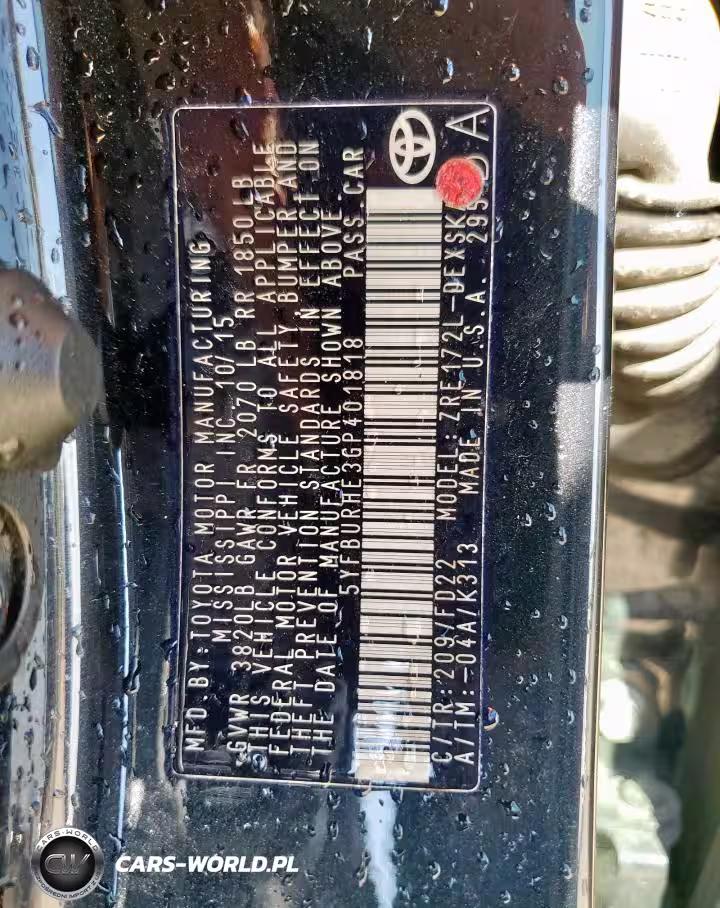 MFD.BY:TOYOTA MOTOR MANUFACTURING
MISSISSIPPI INC 10/15
GVWR 3820LB GAWR FR 2070 LB RR 1850 LB
THIS VEHICLE CONFORMS TO ALL APPLICABLE
FEDERAL MOTOR VEHICLE SAFETY BUMPER AND
THEFT PREVENTION STANDARDS IN EFFECT ON
THE DATE OF MANUFACTURE SHOWN ABOVE.
5YFBURHE3GP401818 PASS.CAR
C/TR:209/FD22 MODEL:ZRE172L-DEXSK
A/TM:-04A/K313 MADE IN U.S.A. A
CARS-WORLD
CW
CARS-WORLD.PL